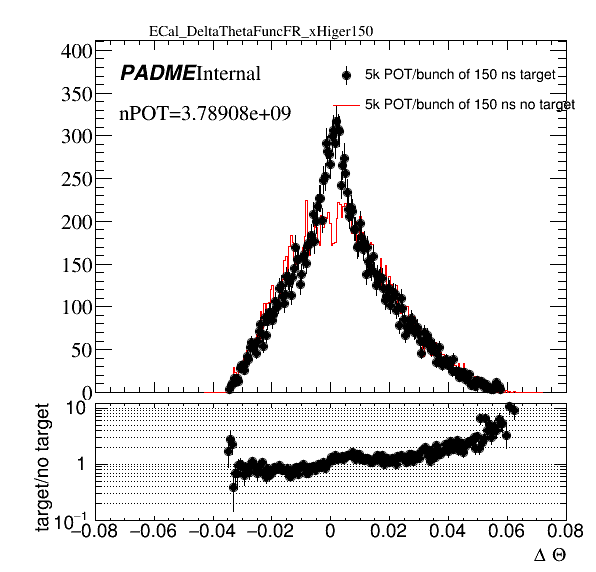 ECal_DeltaThetaFuncFR_xHiger150
400
350
300
250
200
150
100
50
0
PADME Internal
nPOT=3.78908e+09
5k POT/bunch of 150 ns target
5k POT/bunch of 150 ns no target
target/no target
10
1
10⁻¹
−0.08 −0.06 −0.04 −0.02 0 0.02 0.04 0.06 0.08
Δ Θ